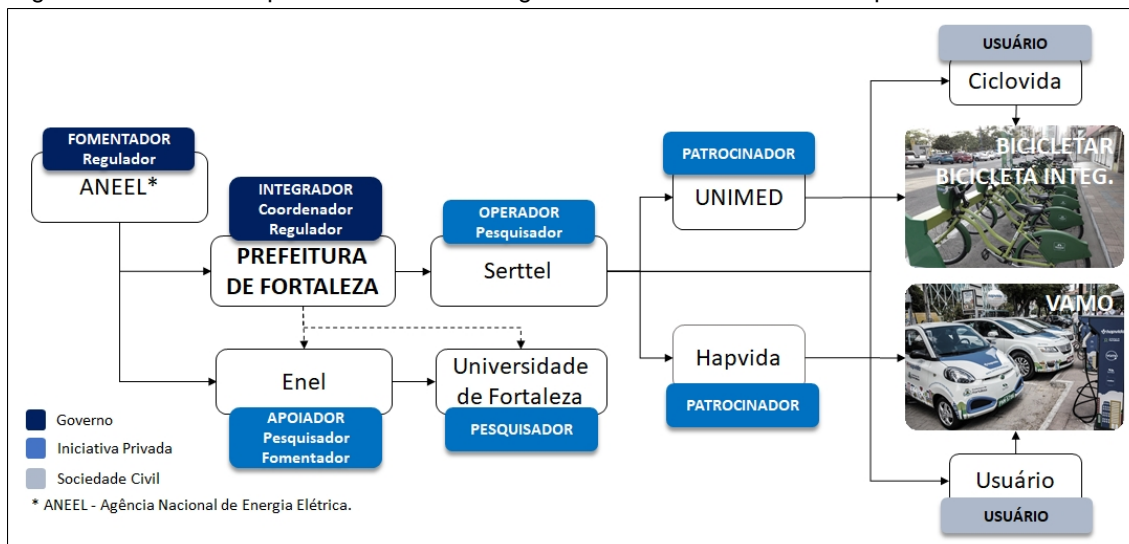 FOMENTADOR
Regulador
ANEEL*
INTEGRADOR
Coordenador
Regulador
PREFEITURA
DE FORTALEZA
OPERADOR
Pesquisador
Serttel
PATROCINADOR
UNIMED
USUÁRIO
Ciclovida
BICICLETAR
BICICLETA INTEG.
VAMO
Hapvida
PATROCINADOR
Enel
APOIADOR
Pesquisador
Fomentador
Universidade
de Fortaleza
PESQUISADOR
Usuário
USUÁRIO
Governo
Iniciativa Privada
Sociedade Civil
* ANEEL - Agência Nacional de Energia Elétrica.